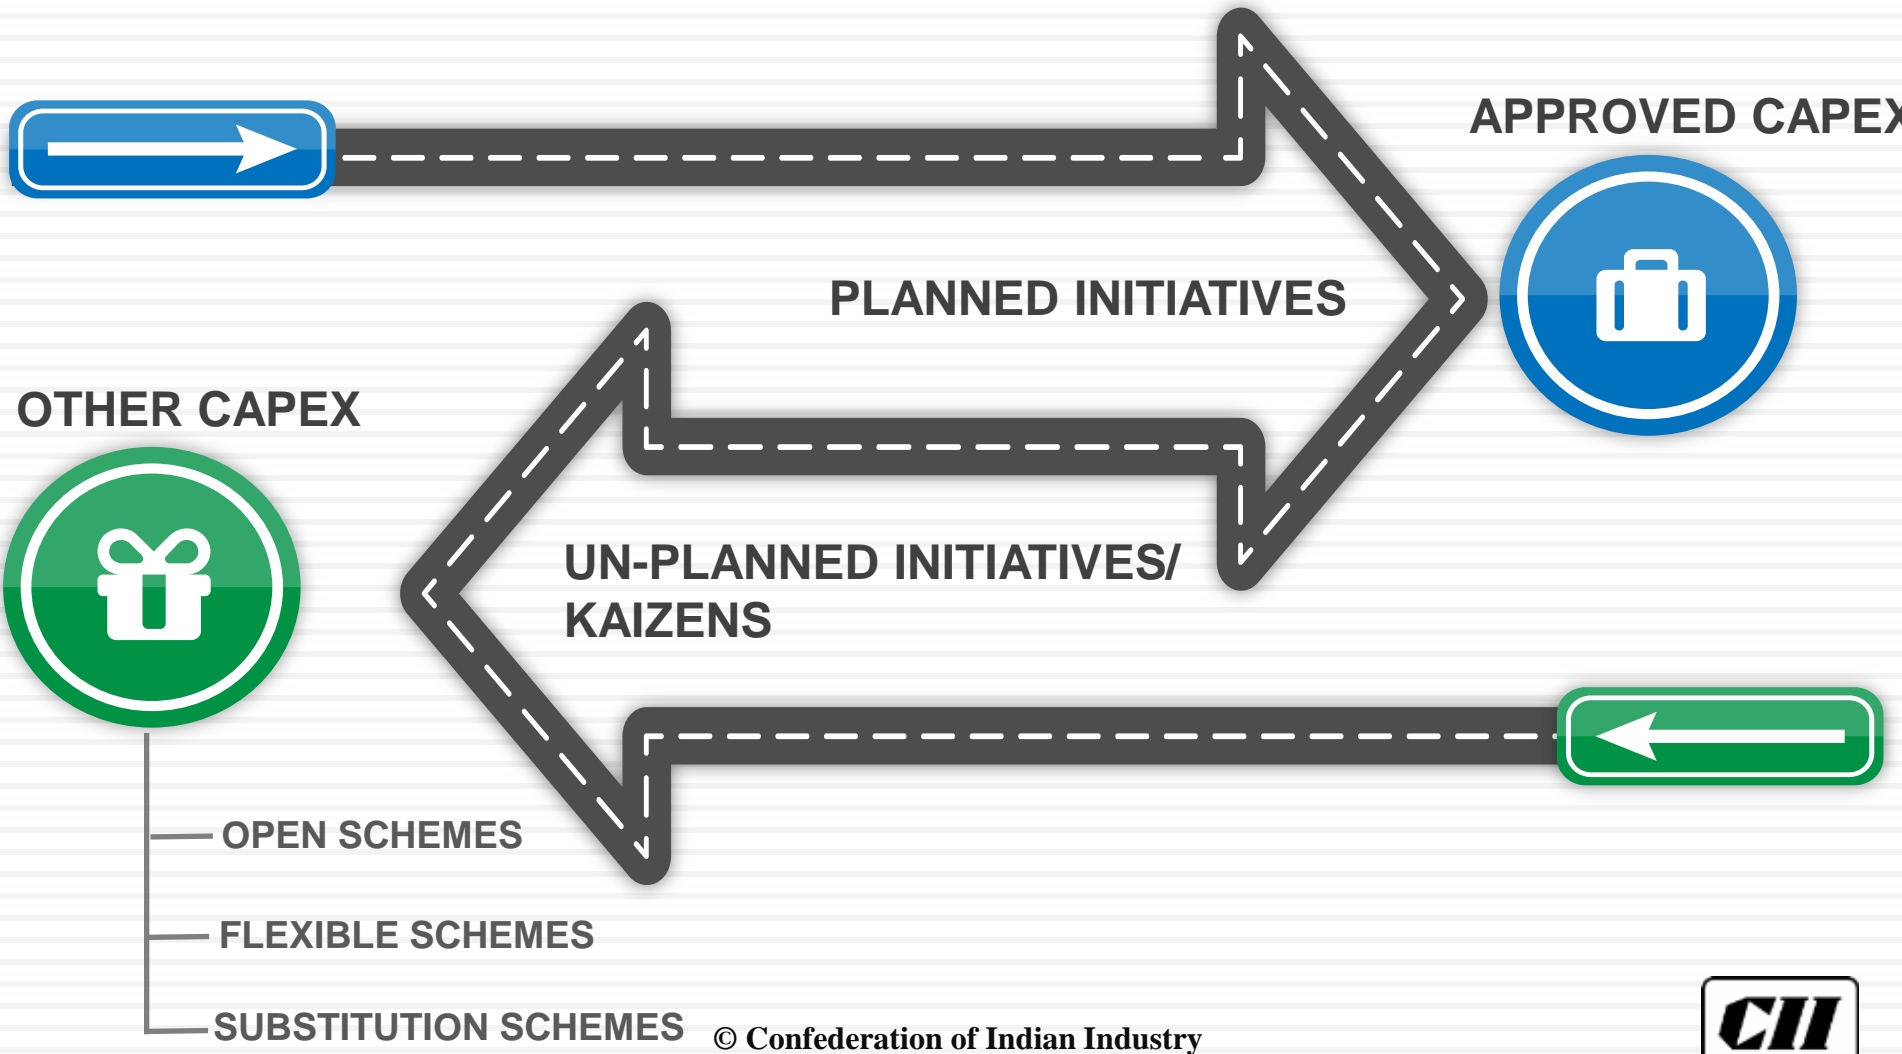 APPROVED CAPEX
PLANNED INITIATIVES
OTHER CAPEX
UN-PLANNED INITIATIVES/
KAIZENS
OPEN SCHEMES
FLEXIBLE SCHEMES
SUBSTITUTION SCHEMES
© Confederation of Indian Industry
CII